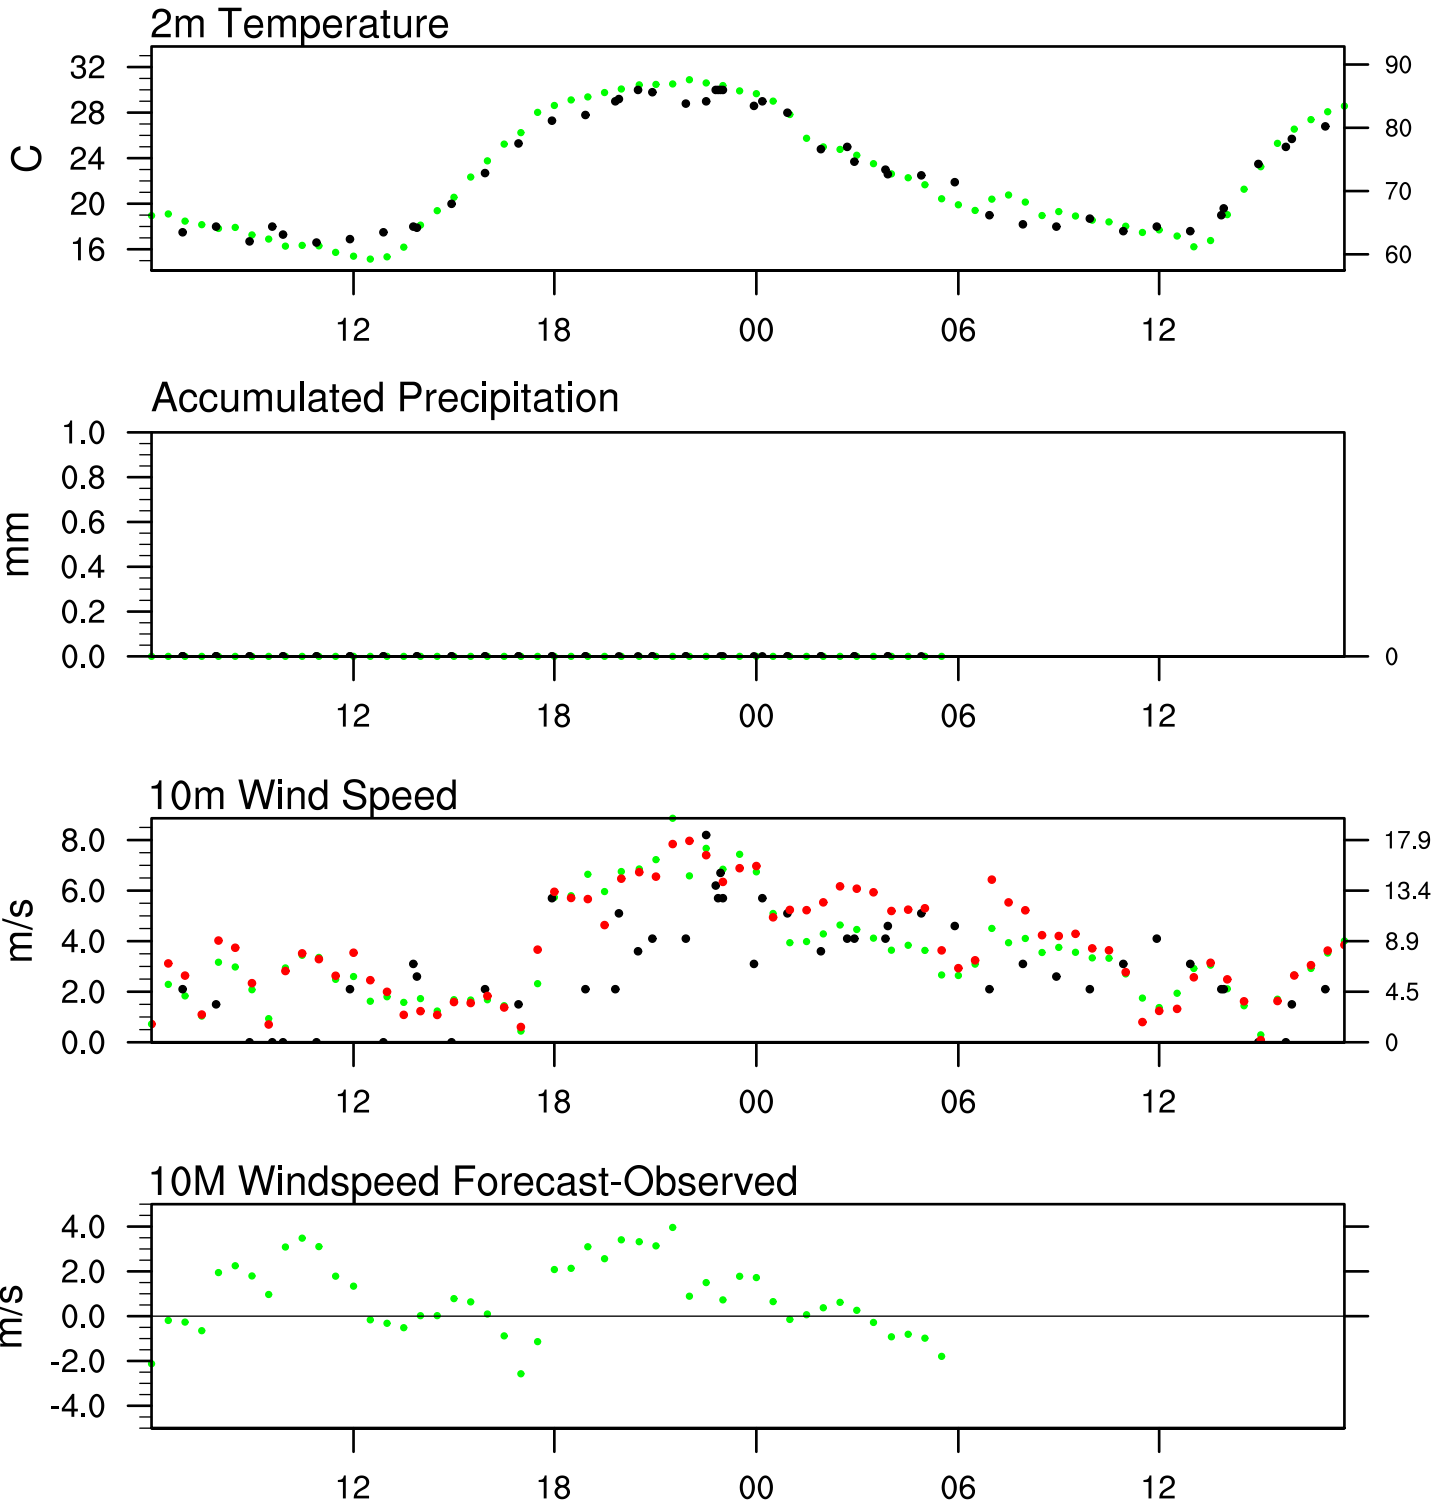 2m Temperature
32
28
24
20
16
C
90
80
70
60
12 18 00 06 12
Accumulated Precipitation
1.0
0.8
0.6
0.4
0.2
0.0
mm
0
12 18 00 06 12
10m Wind Speed
8.0
6.0
4.0
2.0
0.0
m/s
17.9
13.4
8.9
4.5
0
12 18 00 06 12
10M Windspeed Forecast-Observed
4.0
2.0
0.0
-2.0
-4.0
m/s
12 18 00 06 12